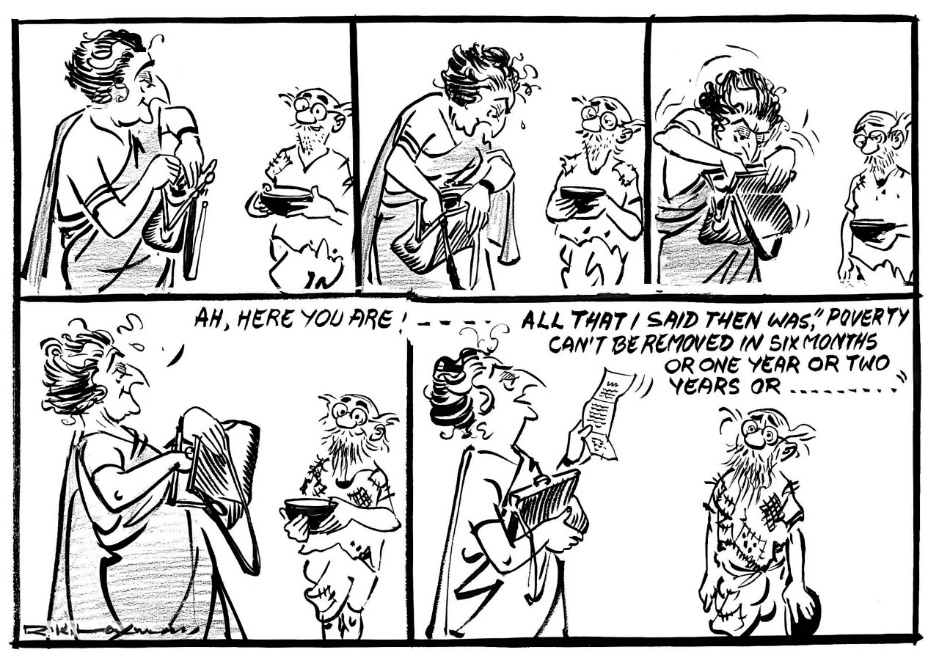 AH, HERE YOU ARE! - - - - -
ALL THAT I SAID THEN WAS, "POVERTY
CAN'T BE REMOVED IN SIX MONTHS
OR ONE YEAR OR TWO
YEARS OR - - - - - - - - - "
R. K. Laxman